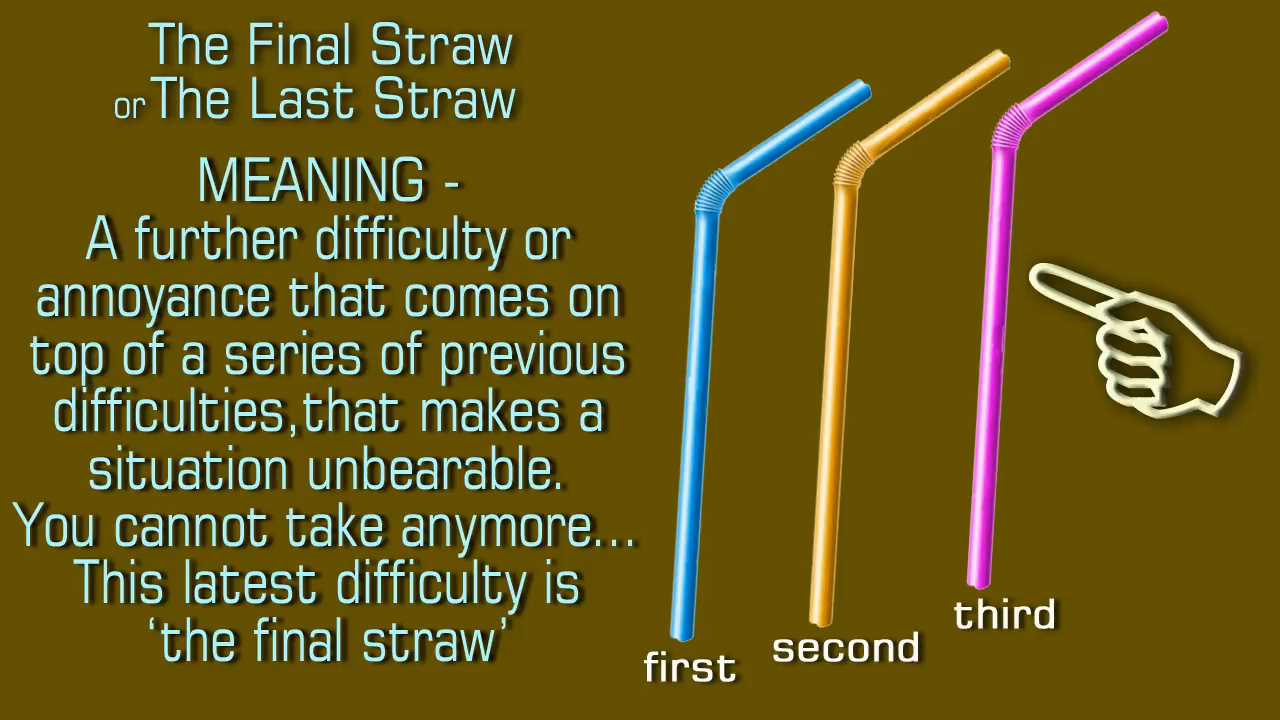 The Final Straw
or The Last Straw
MEANING -
A further difficulty or
annoyance that comes on
top of a series of previous
difficulties,that makes a
situation unbearable.
You cannot take anymore...
This latest difficulty is
‘the final straw’
first
second
third